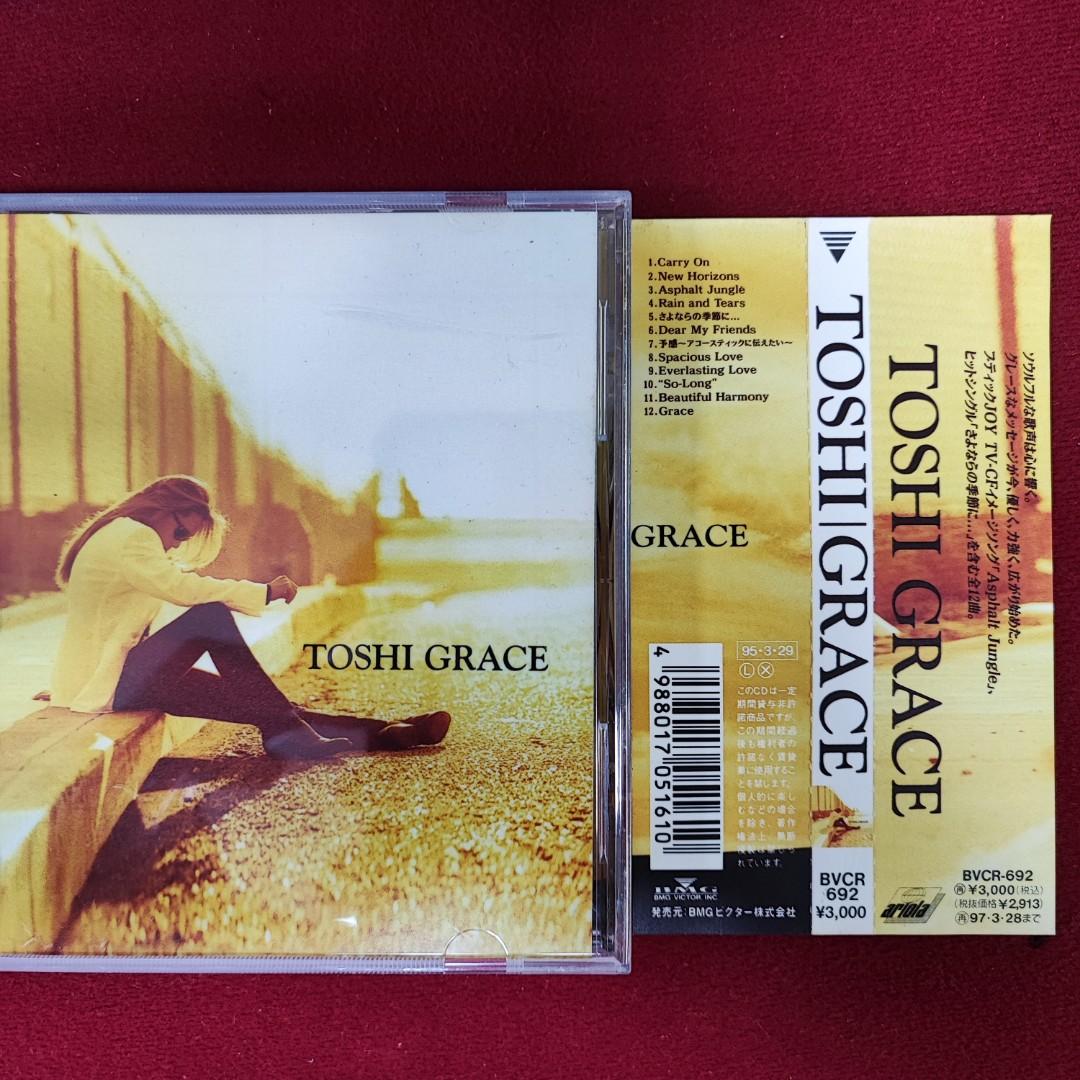 TOSHI GRACE
1.Carry On
2.New Horizons
3.Asphalt Jungle
4.Rain and Tears
5.さよならの季節に…
6.Dear My Friends
7.予感〜アコースティックに伝えたい〜
8.Spacious Love
9.Everlasting Love
10."So-Long"
11.Beautiful Harmony
12.Grace
GRACE
4 988017 051610
95・3・29
Ⓛ Ⓧ
このCDは一定
期間貸与非許
諾商品ですが、
この期間経過
後も権利者の
許諾なく賃貸
業に使用するこ
とを禁じます。
個人的に楽し
むなどの場合
を除き、著作
権法上、無断
複製は禁じら
れています。
BMG
BMG VICTOR INC
発売元:BMGビクター株式会社
TOSHI|GRACE
BVCR
692
¥3,000
TOSHI GRACE
ソウルフルな歌声は心に響く。
グレースなメッセージが今、優しく、力強く、広がり始めた。
スティックJOY TV-CFイメージソング「Asphalt Jungle」、
ヒットシングル「さよならの季節に…」を含む全12曲。
ariola
BVCR-692
㊂¥3,000(税込)
(税抜価格¥2,913)
㊂97・3・28まで